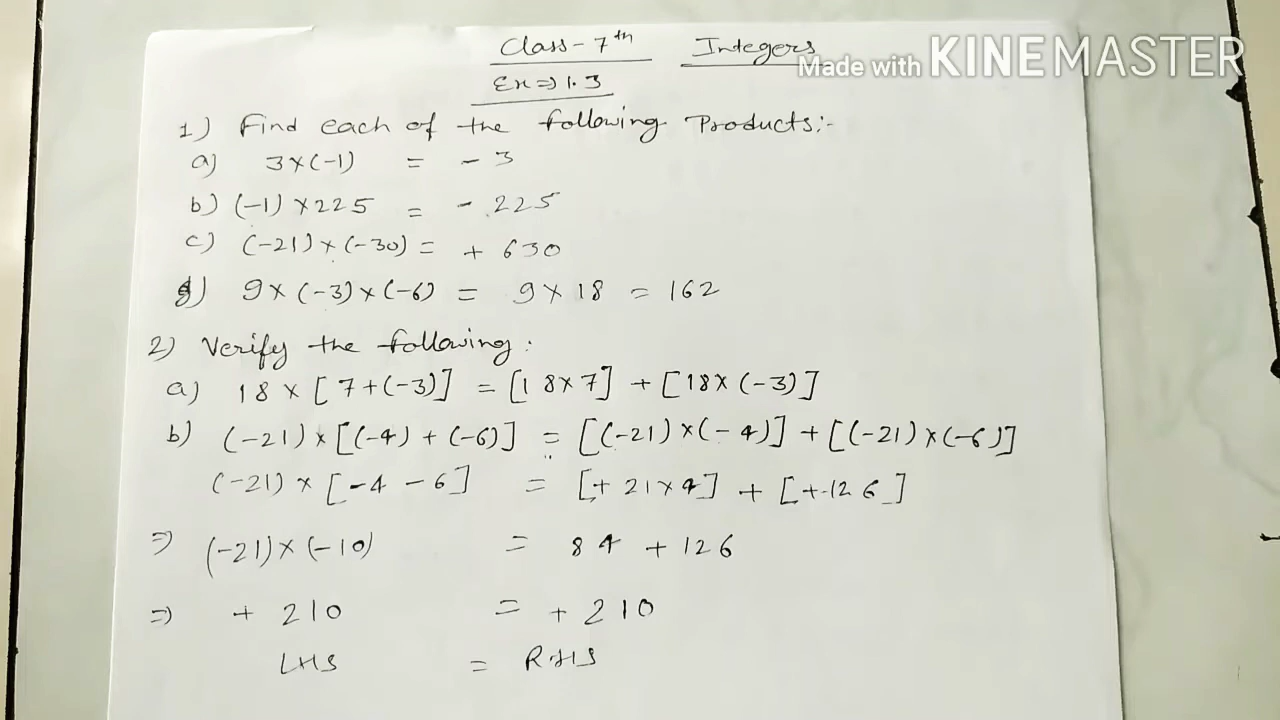 Class-7th Integers
Made with KINEMASTER
Ex⇒1.3
1) Find each of the following Products:-
a) 3×(-1) = - 3
b) (-1)×225 = - 225
c) (-21)×(-30) = + 630
g) 9×(-3)×(-6) = 9×18 = 162
2) Verify the following:
a) 18×[7+(-3)] = [18×7] + [18×(-3)]
b) (-21)×[(-4)+(-6)] = [(-21)×(-4)] + [(-21)×(-6)]
(-21)×[-4-6] = [+21×4] + [+126]
⇒ (-21)×(-10) = 84 + 126
⇒ + 210 = + 210
LHS = RHS